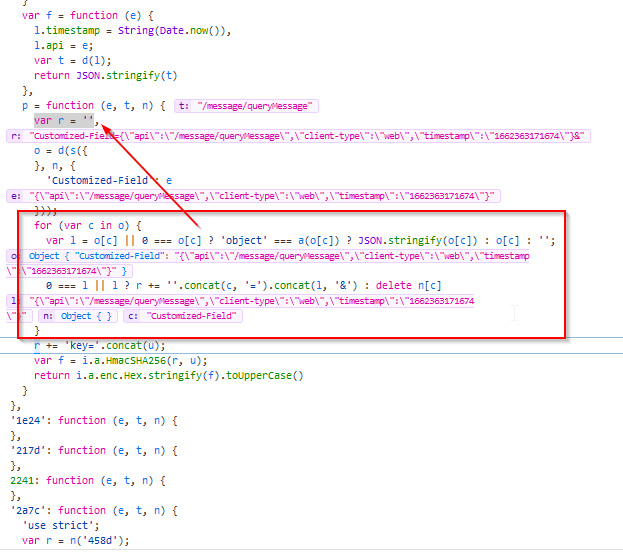 }
var f = function (e) {
l.timestamp = String(Date.now()),
l.api = e;
var t = d(l);
return JSON.stringify(t)
},
p = function (e, t, n) { t: "/message/queryMessage"
var r = '',
r: "Customized-Field={\"api\":\"/message/queryMessage\",\"client-type\":\"web\",\"timestamp\":\"1662363171674\"}&"
o = d(s({
}, n, {
'Customized-Field': e
e: "{\"api\":\"/message/queryMessage\",\"client-type\":\"web\",\"timestamp\":\"1662363171674\"}"
}));
for (var c in o) {
var l = o[c] || 0 === o[c] ? 'object' === a(o[c]) ? JSON.stringify(o[c]) : o[c] : '';
o: Object { "Customized-Field": "{\"api\":\"/message/queryMessage\",\"client-type\":\"web\",\"timestamp
\":\"1662363171674\"}" }
0 === l || l ? r += ''.concat(c, '=').concat(l, '&') : delete n[c]
l: "{\"api\":\"/message/queryMessage\",\"client-type\":\"web\",\"timestamp\":\"1662363171674
\"}" n: Object { } c: "Customized-Field"
}
r += 'key='.concat(u);
var f = i.a.HmacSHA256(r, u);
return i.a.enc.Hex.stringify(f).toUpperCase()
}
},
'1e24': function (e, t, n) {
},
'217d': function (e, t, n) {
},
2241: function (e, t, n) {
},
'2a7c': function (e, t, n) {
'use strict';
var r = n('458d');